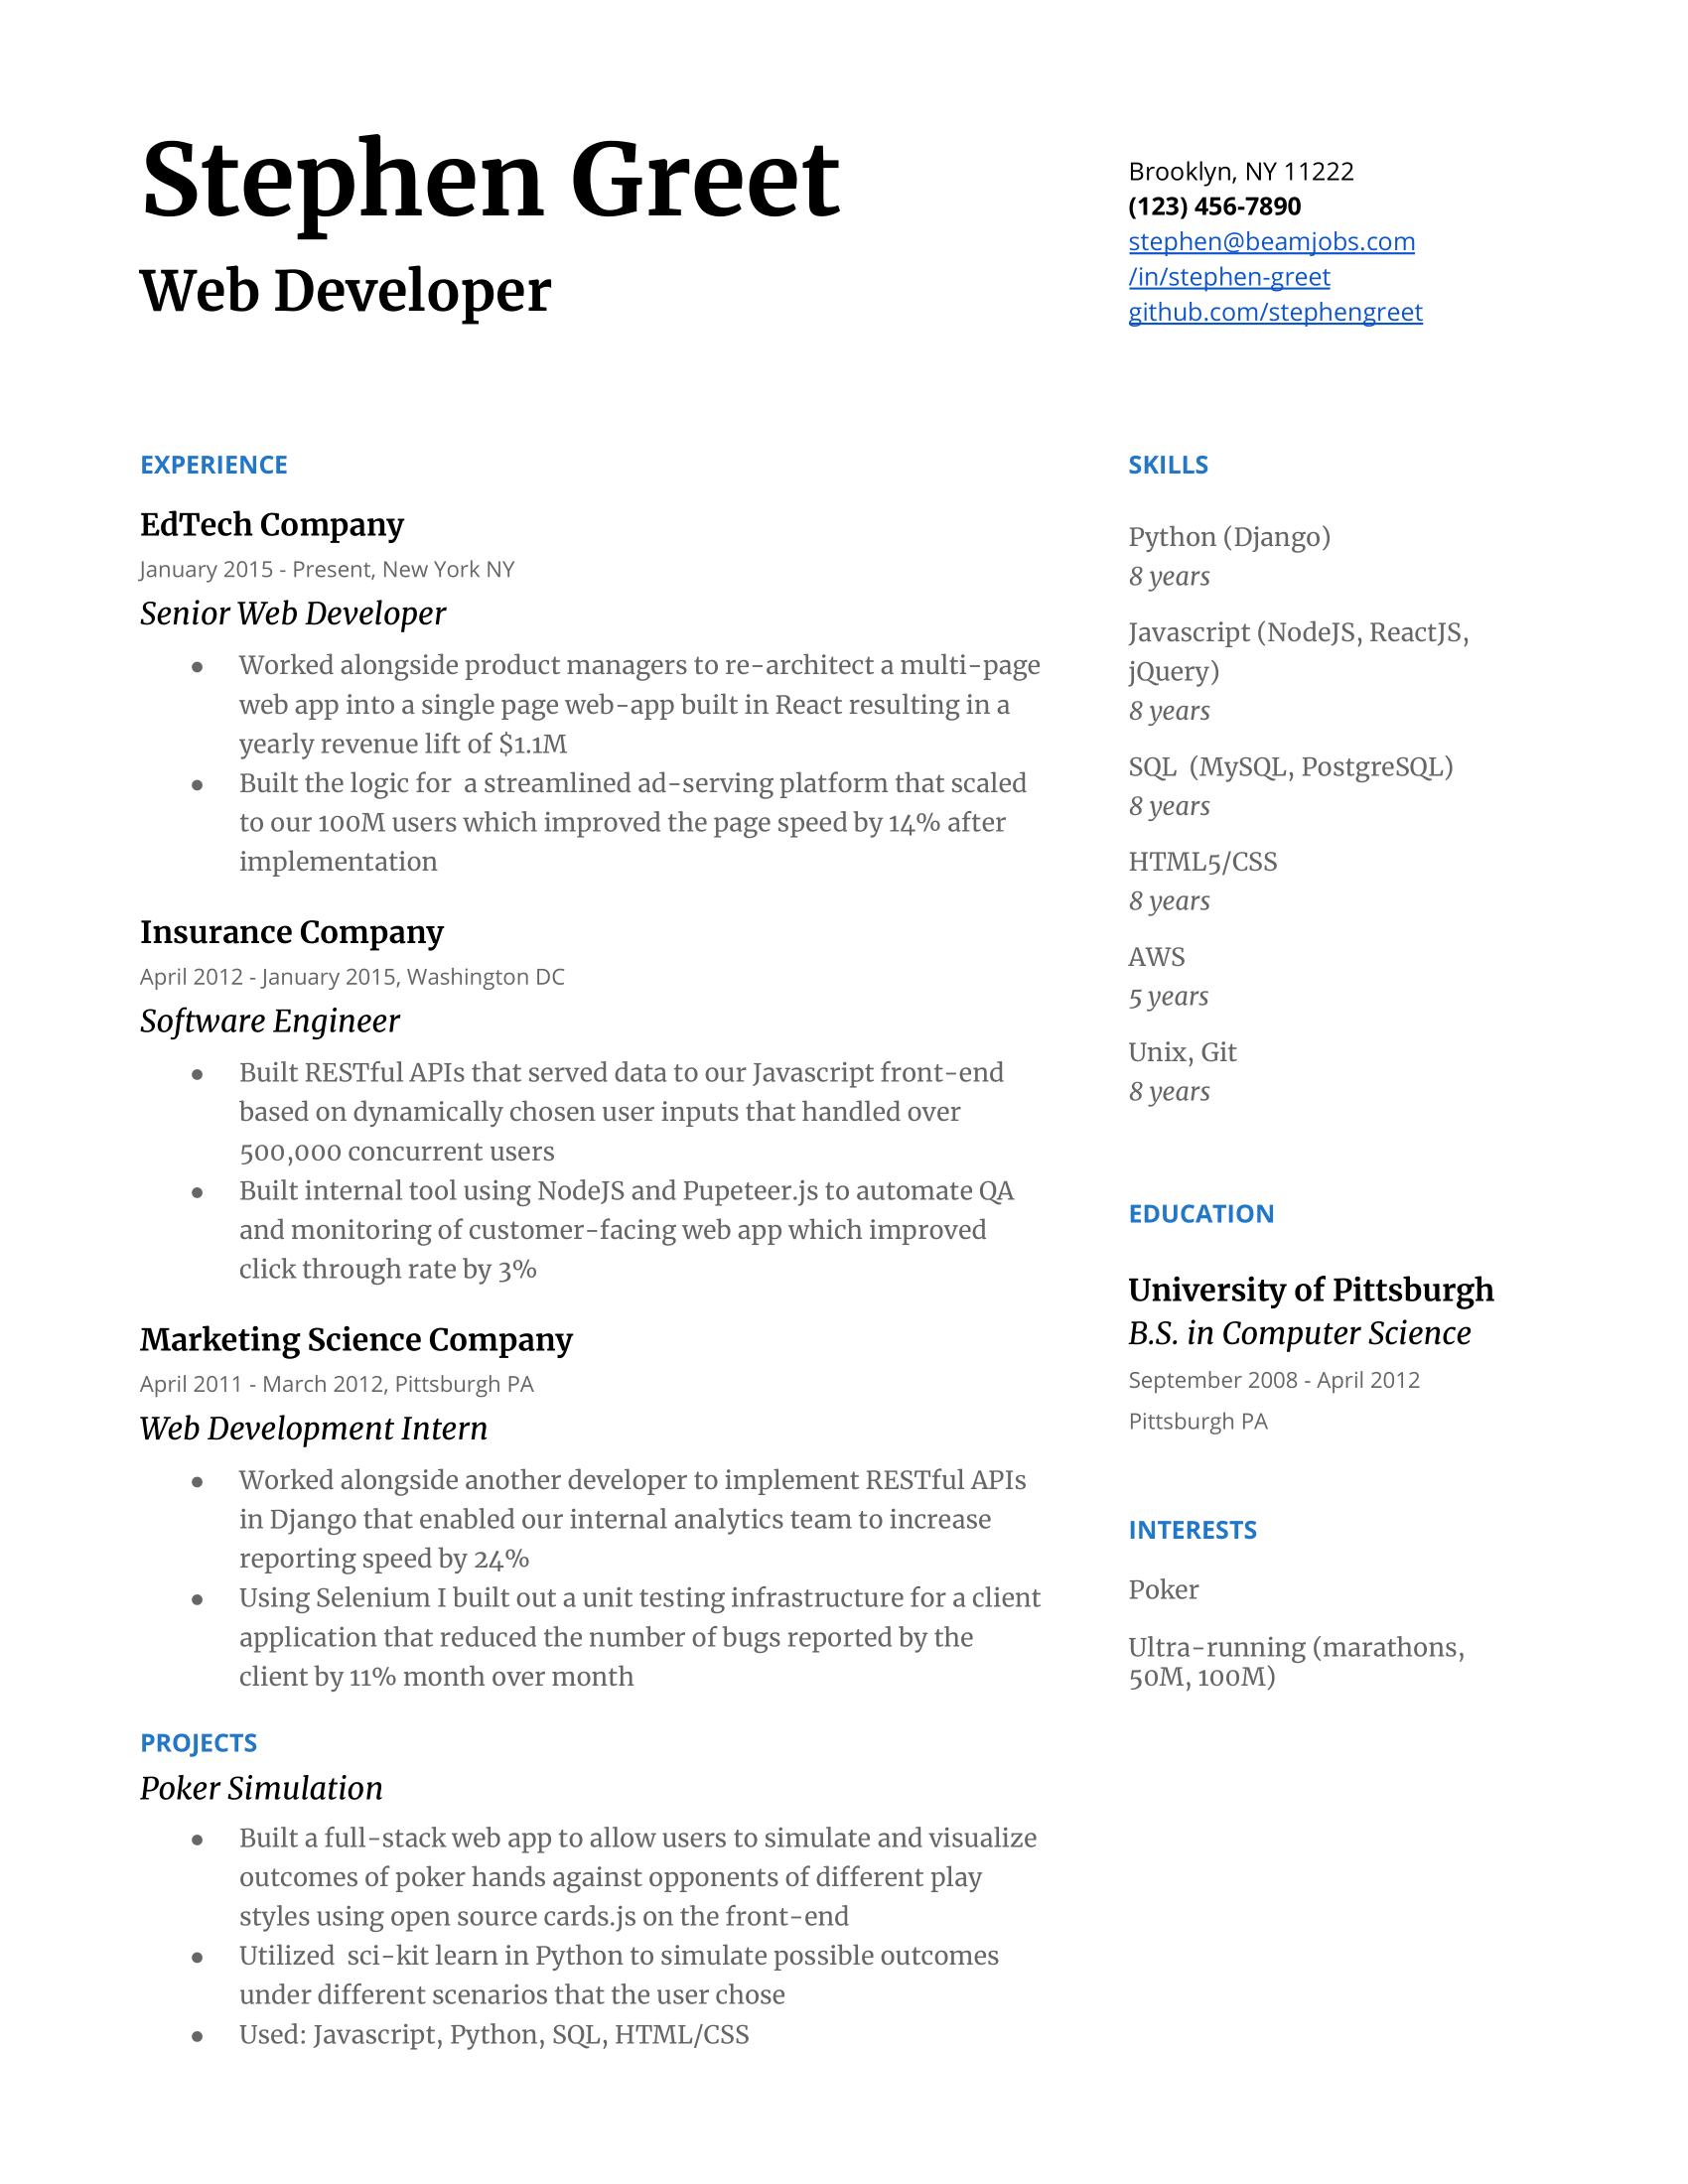 Stephen Greet
Web Developer
Brooklyn, NY 11222
(123) 456-7890
stephen@beamjobs.com
/in/stephen-greet
github.com/stephengreet
EXPERIENCE
EdTech Company
January 2015 - Present, New York NY
Senior Web Developer
● Worked alongside product managers to re-architect a multi-page
web app into a single page web-app built in React resulting in a
yearly revenue lift of $1.1M
● Built the logic for  a streamlined ad-serving platform that scaled
to our 100M users which improved the page speed by 14% after
implementation
Insurance Company
April 2012 - January 2015, Washington DC
Software Engineer
● Built RESTful APIs that served data to our Javascript front-end
based on dynamically chosen user inputs that handled over
500,000 concurrent users
● Built internal tool using NodeJS and Pupeteer.js to automate QA
and monitoring of customer-facing web app which improved
click through rate by 3%
Marketing Science Company
April 2011 - March 2012, Pittsburgh PA
Web Development Intern
● Worked alongside another developer to implement RESTful APIs
in Django that enabled our internal analytics team to increase
reporting speed by 24%
● Using Selenium I built out a unit testing infrastructure for a client
application that reduced the number of bugs reported by the
client by 11% month over month
PROJECTS
Poker Simulation
● Built a full-stack web app to allow users to simulate and visualize
outcomes of poker hands against opponents of different play
styles using open source cards.js on the front-end
● Utilized  sci-kit learn in Python to simulate possible outcomes
under different scenarios that the user chose
● Used: Javascript, Python, SQL, HTML/CSS
SKILLS
Python (Django)
8 years
Javascript (NodeJS, ReactJS,
jQuery)
8 years
SQL  (MySQL, PostgreSQL)
8 years
HTML5/CSS
8 years
AWS
5 years
Unix, Git
8 years
EDUCATION
University of Pittsburgh
B.S. in Computer Science
September 2008 - April 2012
Pittsburgh PA
INTERESTS
Poker
Ultra-running (marathons,
50M, 100M)